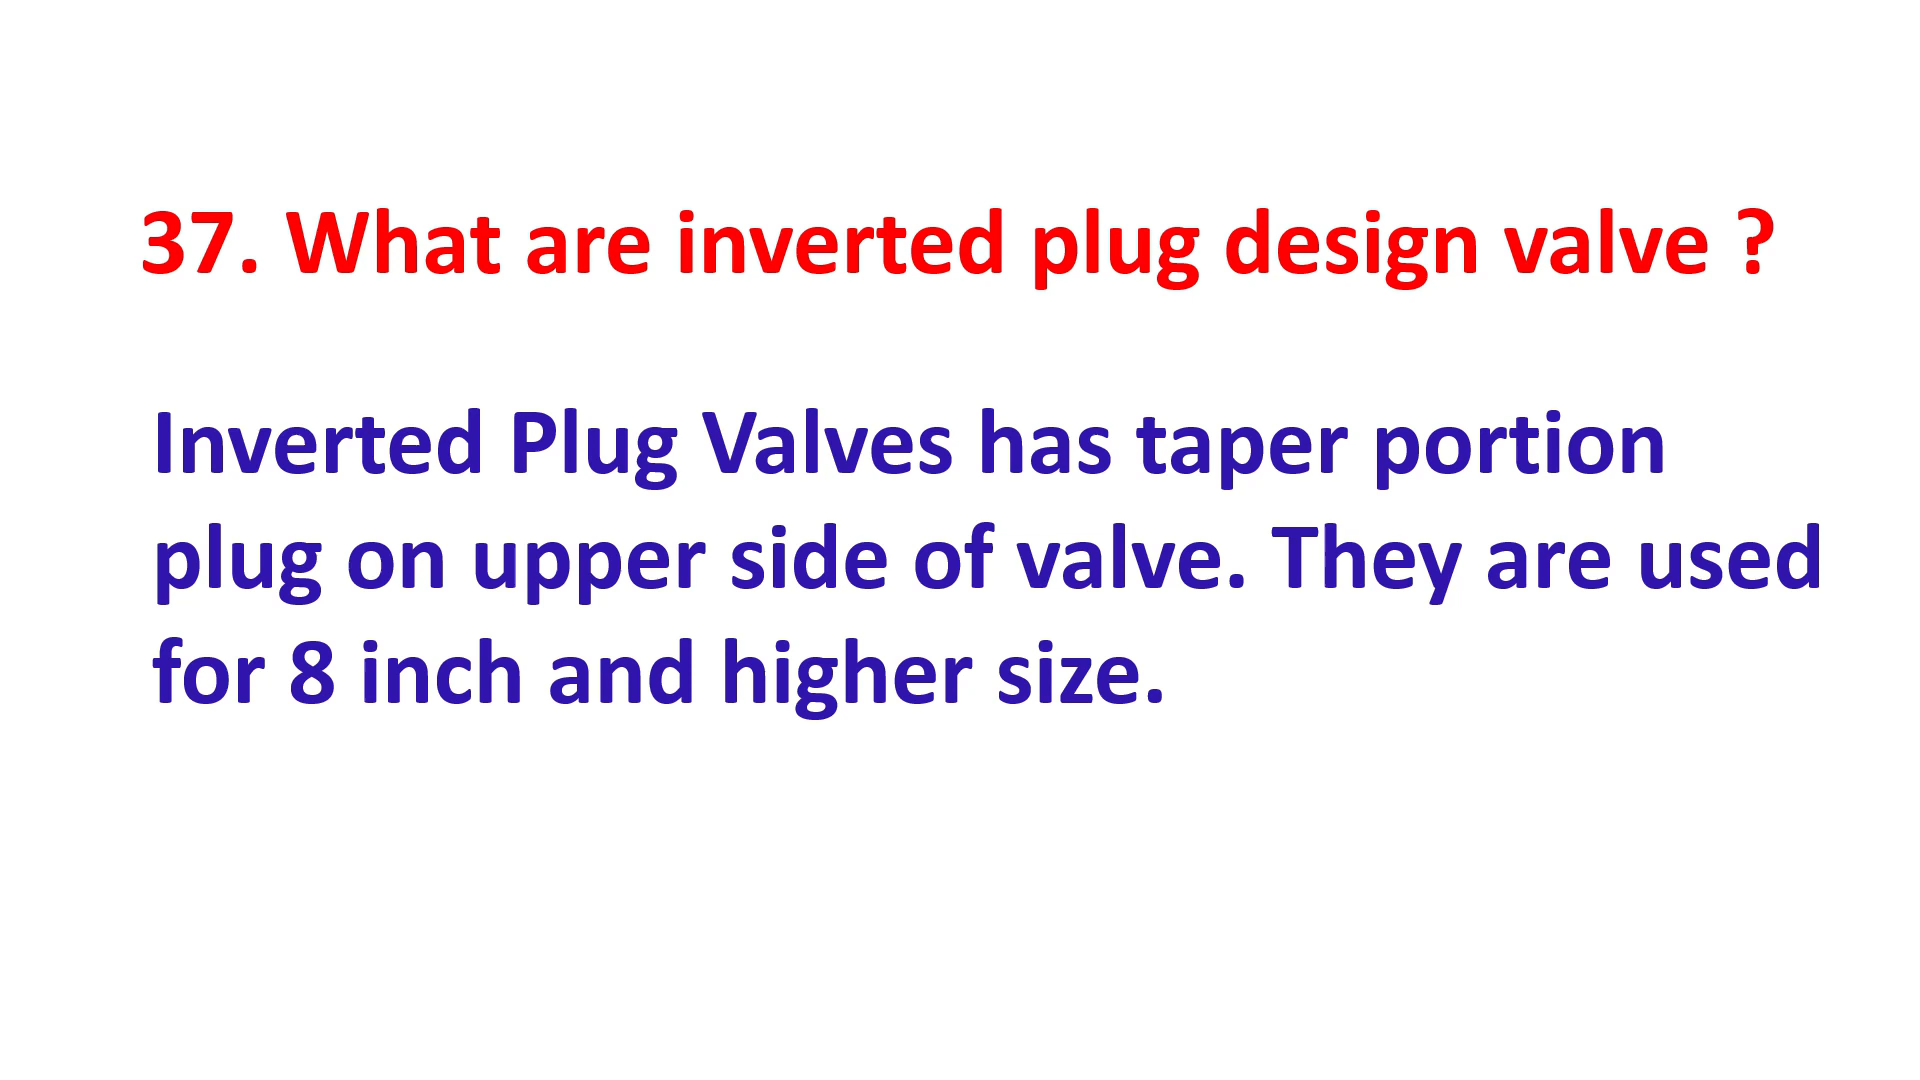 37. What are inverted plug design valve ?
Inverted Plug Valves has taper portion
plug on upper side of valve. They are used
for 8 inch and higher size.